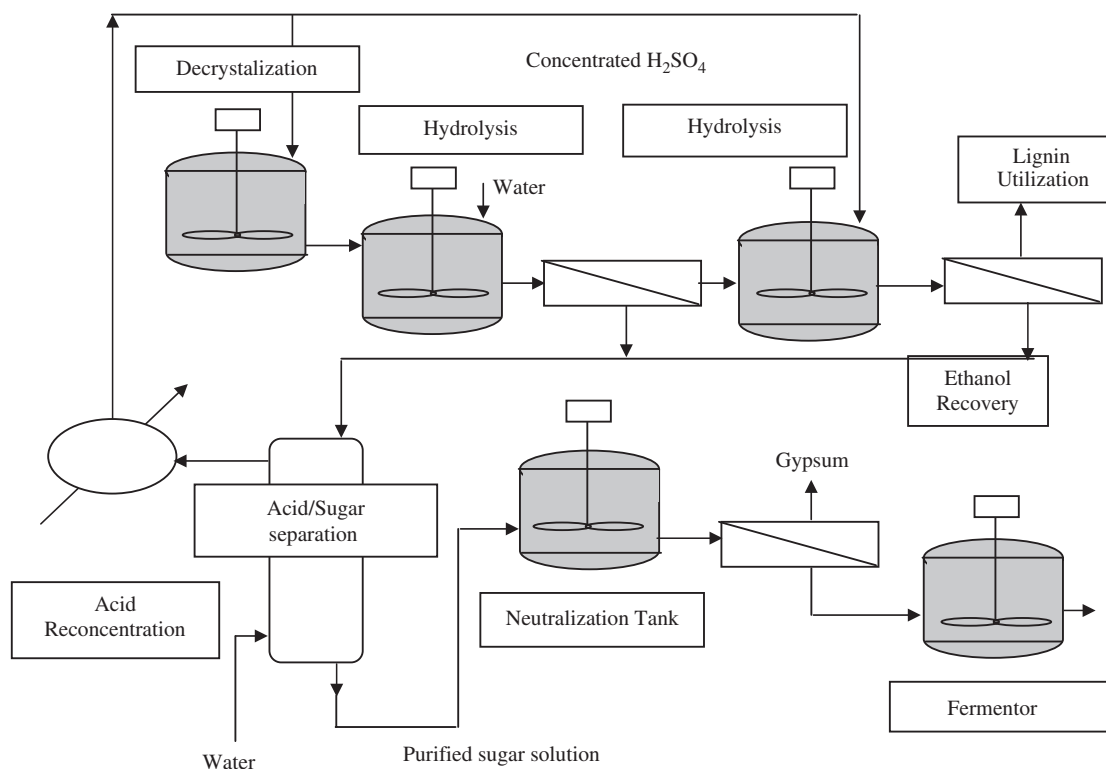 Decrystalization
Concentrated H₂SO₄
Hydrolysis
Hydrolysis
Water
Lignin
Utilization
Ethanol
Recovery
Gypsum
Acid/Sugar
separation
Acid
Reconcentration
Neutralization Tank
Fermentor
Water
Purified sugar solution